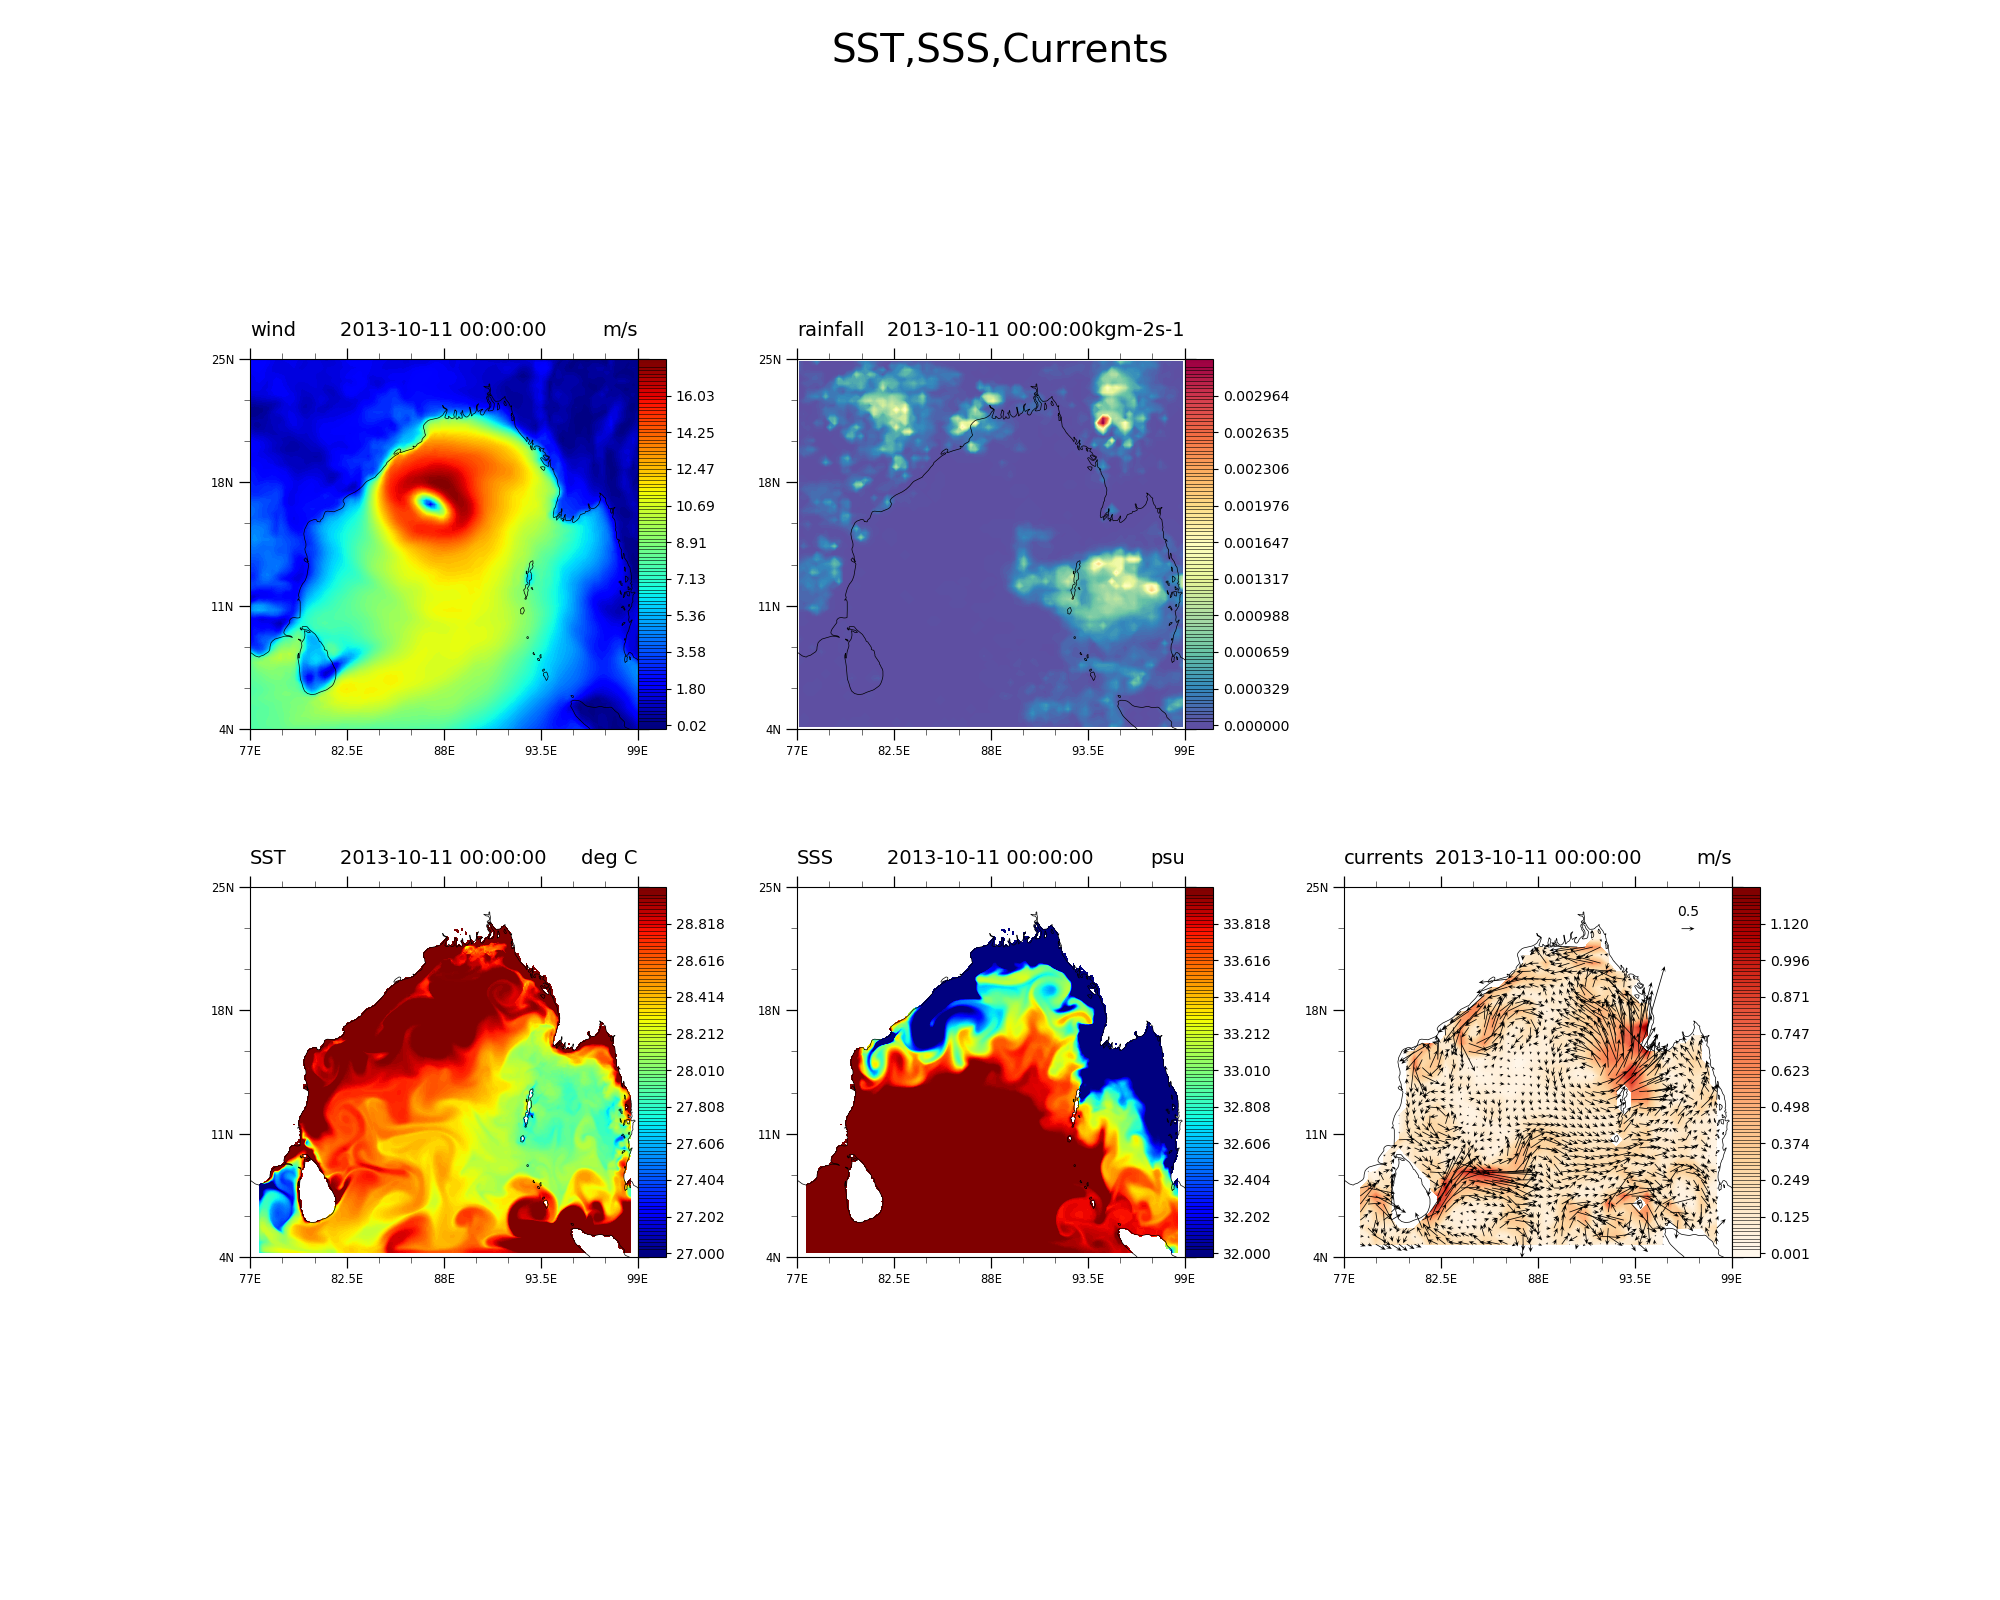 SST,SSS,Currents
wind 2013-10-11 00:00:00 m/s
25N
18N
11N
4N
77E 82.5E 88E 93.5E 99E
16.03
14.25
12.47
10.69
8.91
7.13
5.36
3.58
1.80
0.02
rainfall 2013-10-11 00:00:00kgm-2s-1
25N
18N
11N
4N
77E 82.5E 88E 93.5E 99E
0.002964
0.002635
0.002306
0.001976
0.001647
0.001317
0.000988
0.000659
0.000329
0.000000
SST 2013-10-11 00:00:00 deg C
25N
18N
11N
4N
77E 82.5E 88E 93.5E 99E
28.818
28.616
28.414
28.212
28.010
27.808
27.606
27.404
27.202
27.000
SSS 2013-10-11 00:00:00 psu
25N
18N
11N
4N
77E 82.5E 88E 93.5E 99E
33.818
33.616
33.414
33.212
33.010
32.808
32.606
32.404
32.202
32.000
currents 2013-10-11 00:00:00 m/s
25N
18N
11N
4N
77E 82.5E 88E 93.5E 99E
0.5
1.120
0.996
0.871
0.747
0.623
0.498
0.374
0.249
0.125
0.001